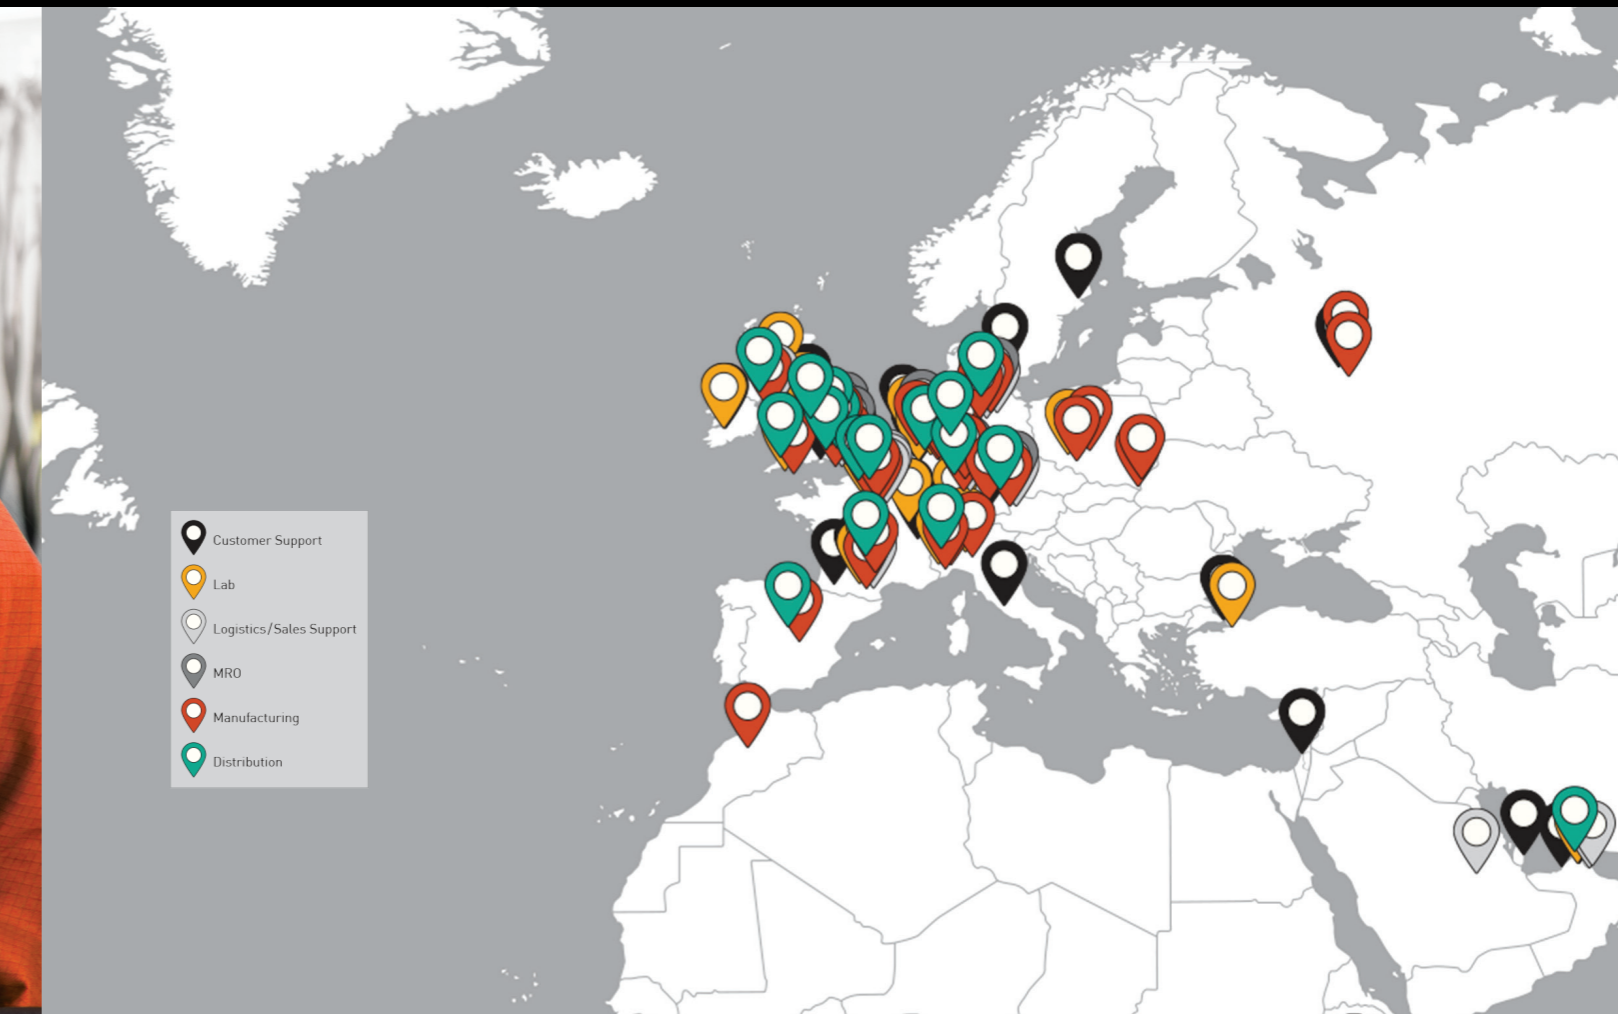 Customer Support
Lab
Logistics/Sales Support
MRO
Manufacturing
Distribution